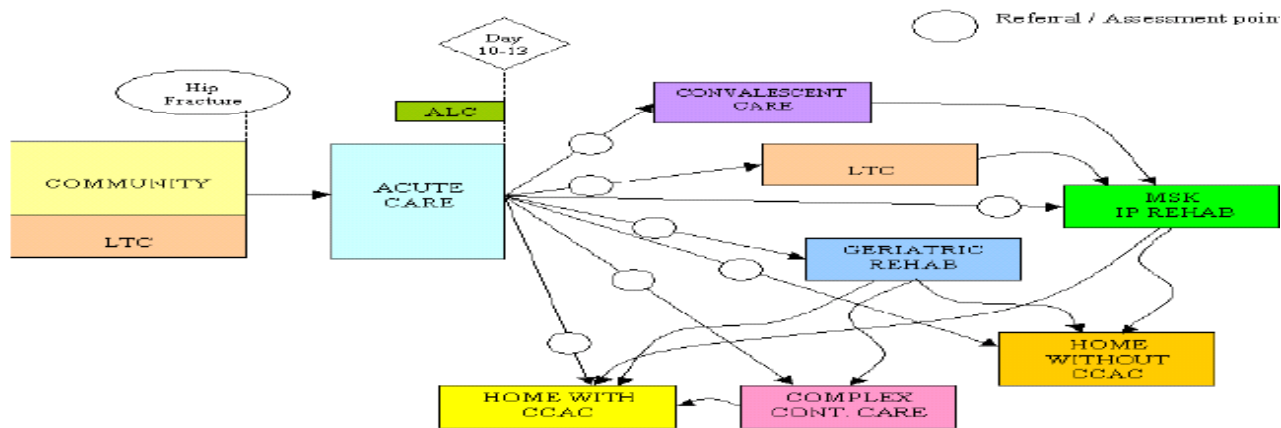 Referral / Assessment point
Day
10-13
Hip
Fracture
ALC
CONVALESCENT
CARE
COMMUNITY
LTC
ACUTE
CARE
LTC
MSK
IP REHAB
GERIATRIC
REHAB
HOME
WITHOUT
CCAC
HOME WITH
CCAC
COMPLEX
CONT. CARE